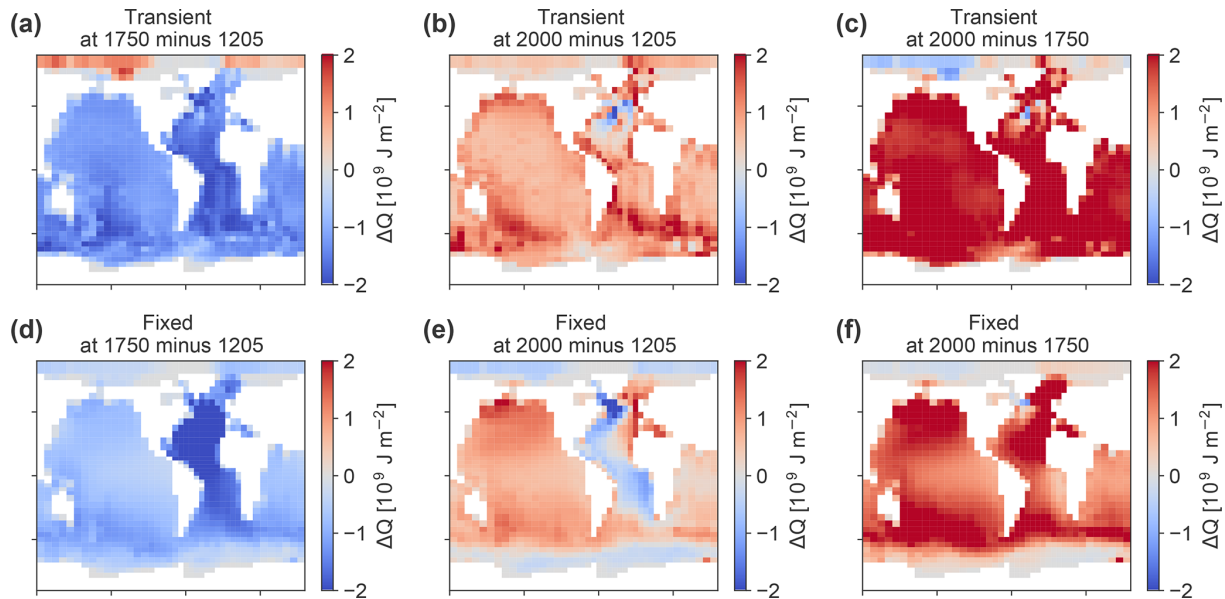 (a) Transient
at 1750 minus 1205
2
1
0
−1
−2
ΔQ [10⁹ J m⁻²]
(b) Transient
at 2000 minus 1205
2
1
0
−1
−2
ΔQ [10⁹ J m⁻²]
(c) Transient
at 2000 minus 1750
2
1
0
−1
−2
ΔQ [10⁹ J m⁻²]
(d) Fixed
at 1750 minus 1205
2
1
0
−1
−2
ΔQ [10⁹ J m⁻²]
(e) Fixed
at 2000 minus 1205
2
1
0
−1
−2
ΔQ [10⁹ J m⁻²]
(f) Fixed
at 2000 minus 1750
2
1
0
−1
−2
ΔQ [10⁹ J m⁻²]